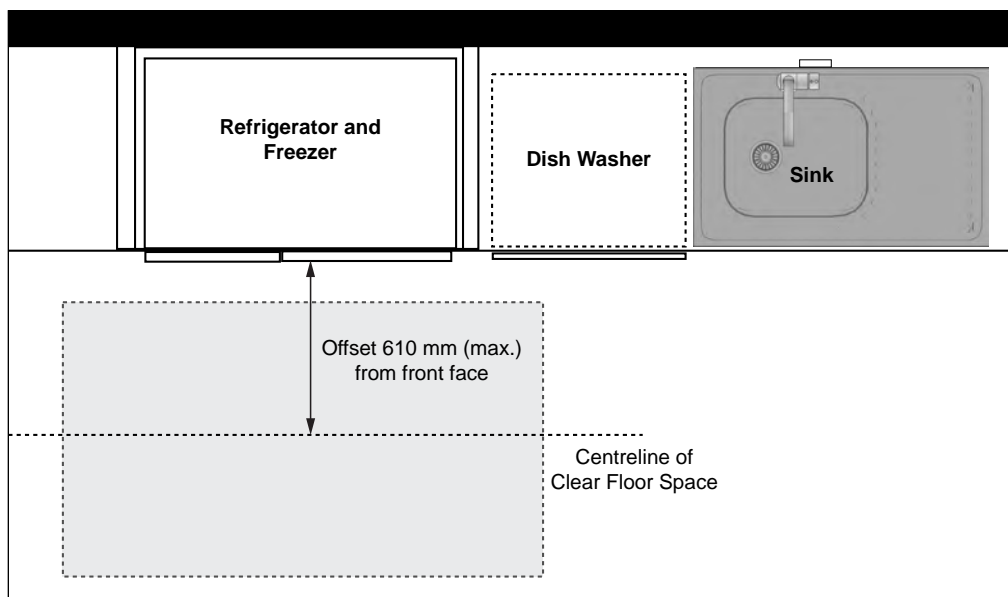 Refrigerator and
Freezer
Dish Washer
Sink
Offset 610 mm (max.)
from front face
Centreline of
Clear Floor Space